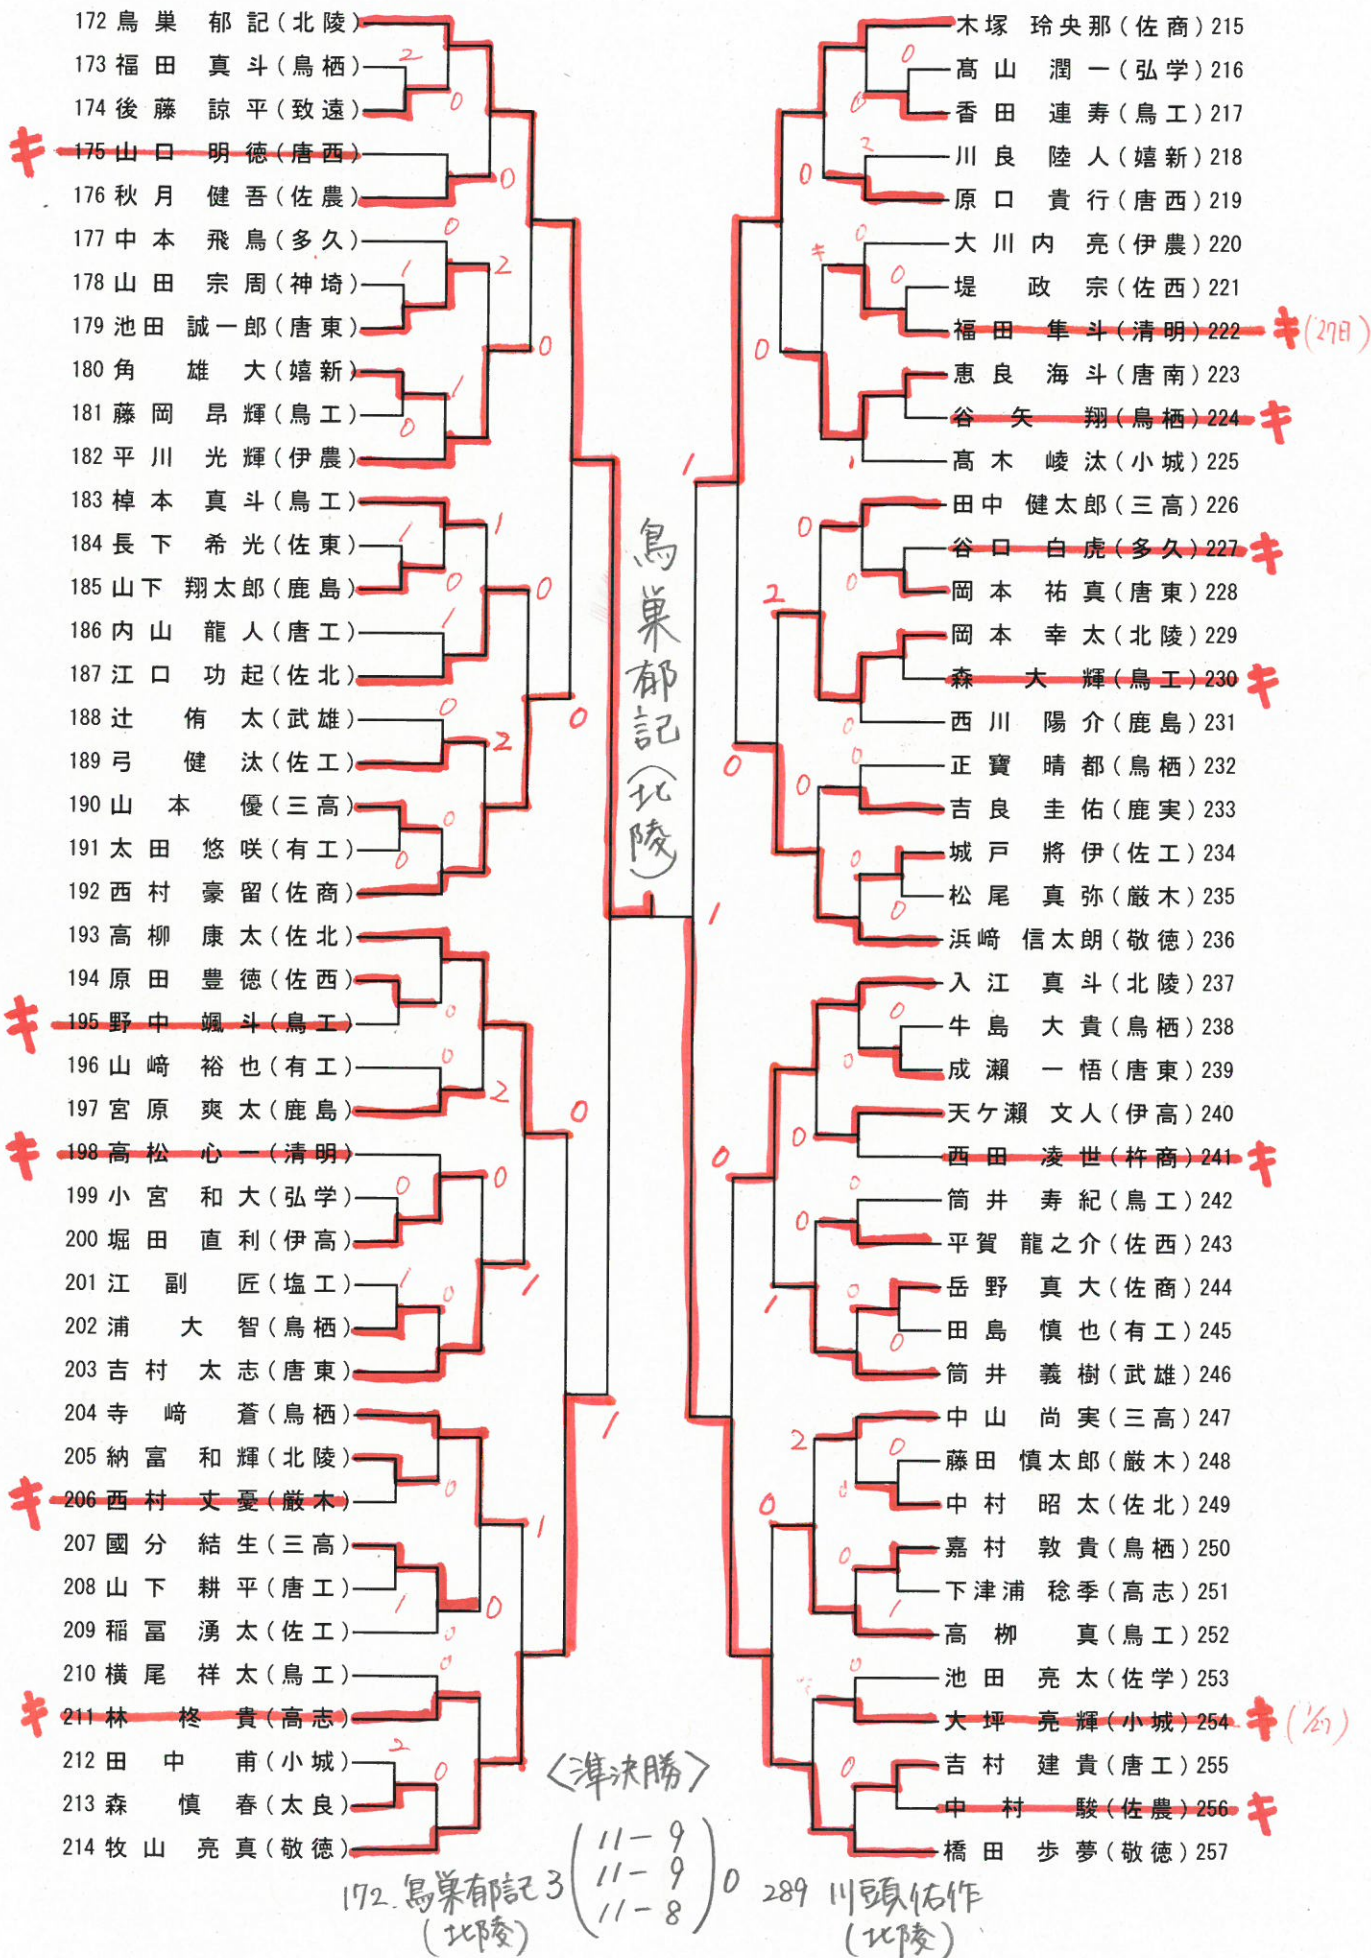 172 鳥巣 郁記(北陵)
173 福田 真斗(鳥栖)
174 後藤 諒平(致遠)
キ 175 山口 明徳(唐西)
176 秋月 健吾(佐農)
177 中本 飛鳥(多久)
178 山田 宗周(神埼)
179 池田 誠一郎(唐東)
180 角 雄大(嬉新)
181 藤岡 昂輝(鳥工)
182 平川 光輝(伊農)
183 棹本 真斗(鳥工)
184 長下 希光(佐東)
185 山下 翔太郎(鹿島)
186 内山 龍人(唐工)
187 江口 功起(佐北)
188 辻 侑太(武雄)
189 弓 健汰(佐工)
190 山本 優(三高)
191 太田 悠咲(有工)
192 西村 豪留(佐商)
193 高柳 康太(佐北)
194 原田 豊徳(佐西)
キ 195 野中 颯斗(鳥工)
196 山﨑 裕也(有工)
197 宮原 爽太(鹿島)
キ 198 高松 心一(清明)
199 小宮 和大(弘学)
200 堀田 直利(伊高)
201 江副 匠(塩工)
202 浦 大智(鳥栖)
203 吉村 太志(唐東)
204 寺﨑 蒼(鳥栖)
205 納富 和輝(北陵)
キ 206 西村 丈憂(厳木)
207 國分 結生(三高)
208 山下 耕平(唐工)
209 稲冨 湧太(佐工)
210 横尾 祥太(鳥工)
キ 211 林 柊貴(高志)
212 田中 甫(小城)
213 森 慎春(太良)
214 牧山 亮真(敬徳)
鳥巣郁記(北陵)
木塚 玲央那(佐商) 215
髙山 潤一(弘学) 216
香田 連寿(鳥工) 217
川良 陸人(嬉新) 218
原口 貴行(唐西) 219
大川内 亮(伊農) 220
堤 政宗(佐西) 221
福田 隼斗(清明) 222 キ(27日)
恵良 海斗(唐南) 223
谷矢 翔(鳥栖) 224 キ
髙木 崚汰(小城) 225
田中 健太郎(三高) 226
谷口 白虎(多久) 227 キ
岡本 祐真(唐東) 228
岡本 幸太(北陵) 229
森 大輝(鳥工) 230 キ
西川 陽介(鹿島) 231
正寶 晴都(鳥栖) 232
吉良 圭佑(鹿実) 233
城戸 將伊(佐工) 234
松尾 真弥(厳木) 235
浜﨑 信太朗(敬徳) 236
入江 真斗(北陵) 237
牛島 大貴(鳥栖) 238
成瀬 一悟(唐東) 239
天ケ瀬 文人(伊高) 240
西田 凌世(杵商) 241 キ
筒井 寿紀(鳥工) 242
平賀 龍之介(佐西) 243
岳野 真大(佐商) 244
田島 慎也(有工) 245
筒井 義樹(武雄) 246
中山 尚実(三高) 247
藤田 慎太郎(厳木) 248
中村 昭太(佐北) 249
嘉村 敦貴(鳥栖) 250
下津浦 稔季(高志) 251
高栁 真(鳥工) 252
池田 亮太(佐学) 253
大坪 亮輝(小城) 254 キ(1/27)
吉村 建貴(唐工) 255
中村 駿(佐農) 256 キ
橋田 歩夢(敬徳) 257
<準決勝>
172. 鳥巣郁記 3 (11-9 11-9 11-8) 0 289 川頭佑作
(北陵) (北陵)